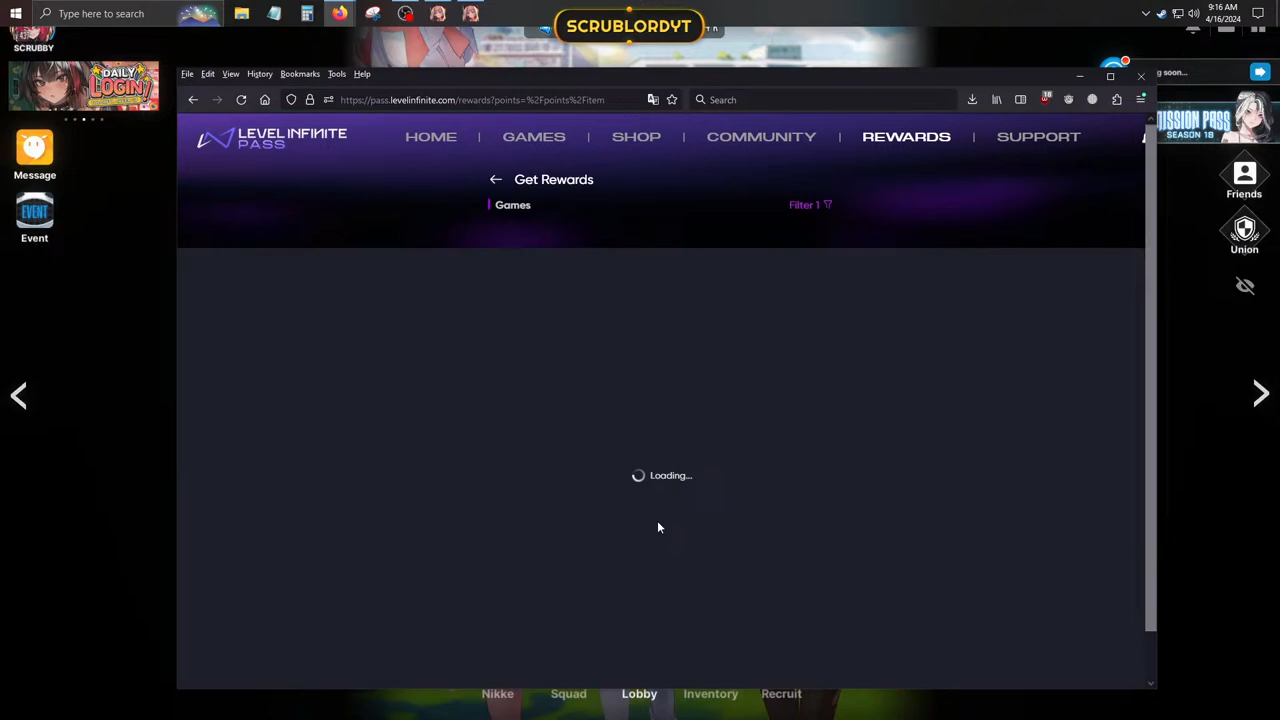 Type here to search
9:16 AM
4/16/2024
SCRUBLORDYT
SCRUBBY
DAILY
LOGIN!
Message
EVENT
Event
File Edit View History Bookmarks Tools Help
https://pass.levelinfinite.com/rewards?points=%2Fpoints%2Fitem
Search
18
LEVEL INFINITE
PASS
HOME | GAMES | SHOP | COMMUNITY | REWARDS | SUPPORT
Get Rewards
Games
Filter 1
Loading...
g soon...
MISSION PASS
SEASON 18
Friends
Union
Nikke Squad Lobby Inventory Recruit